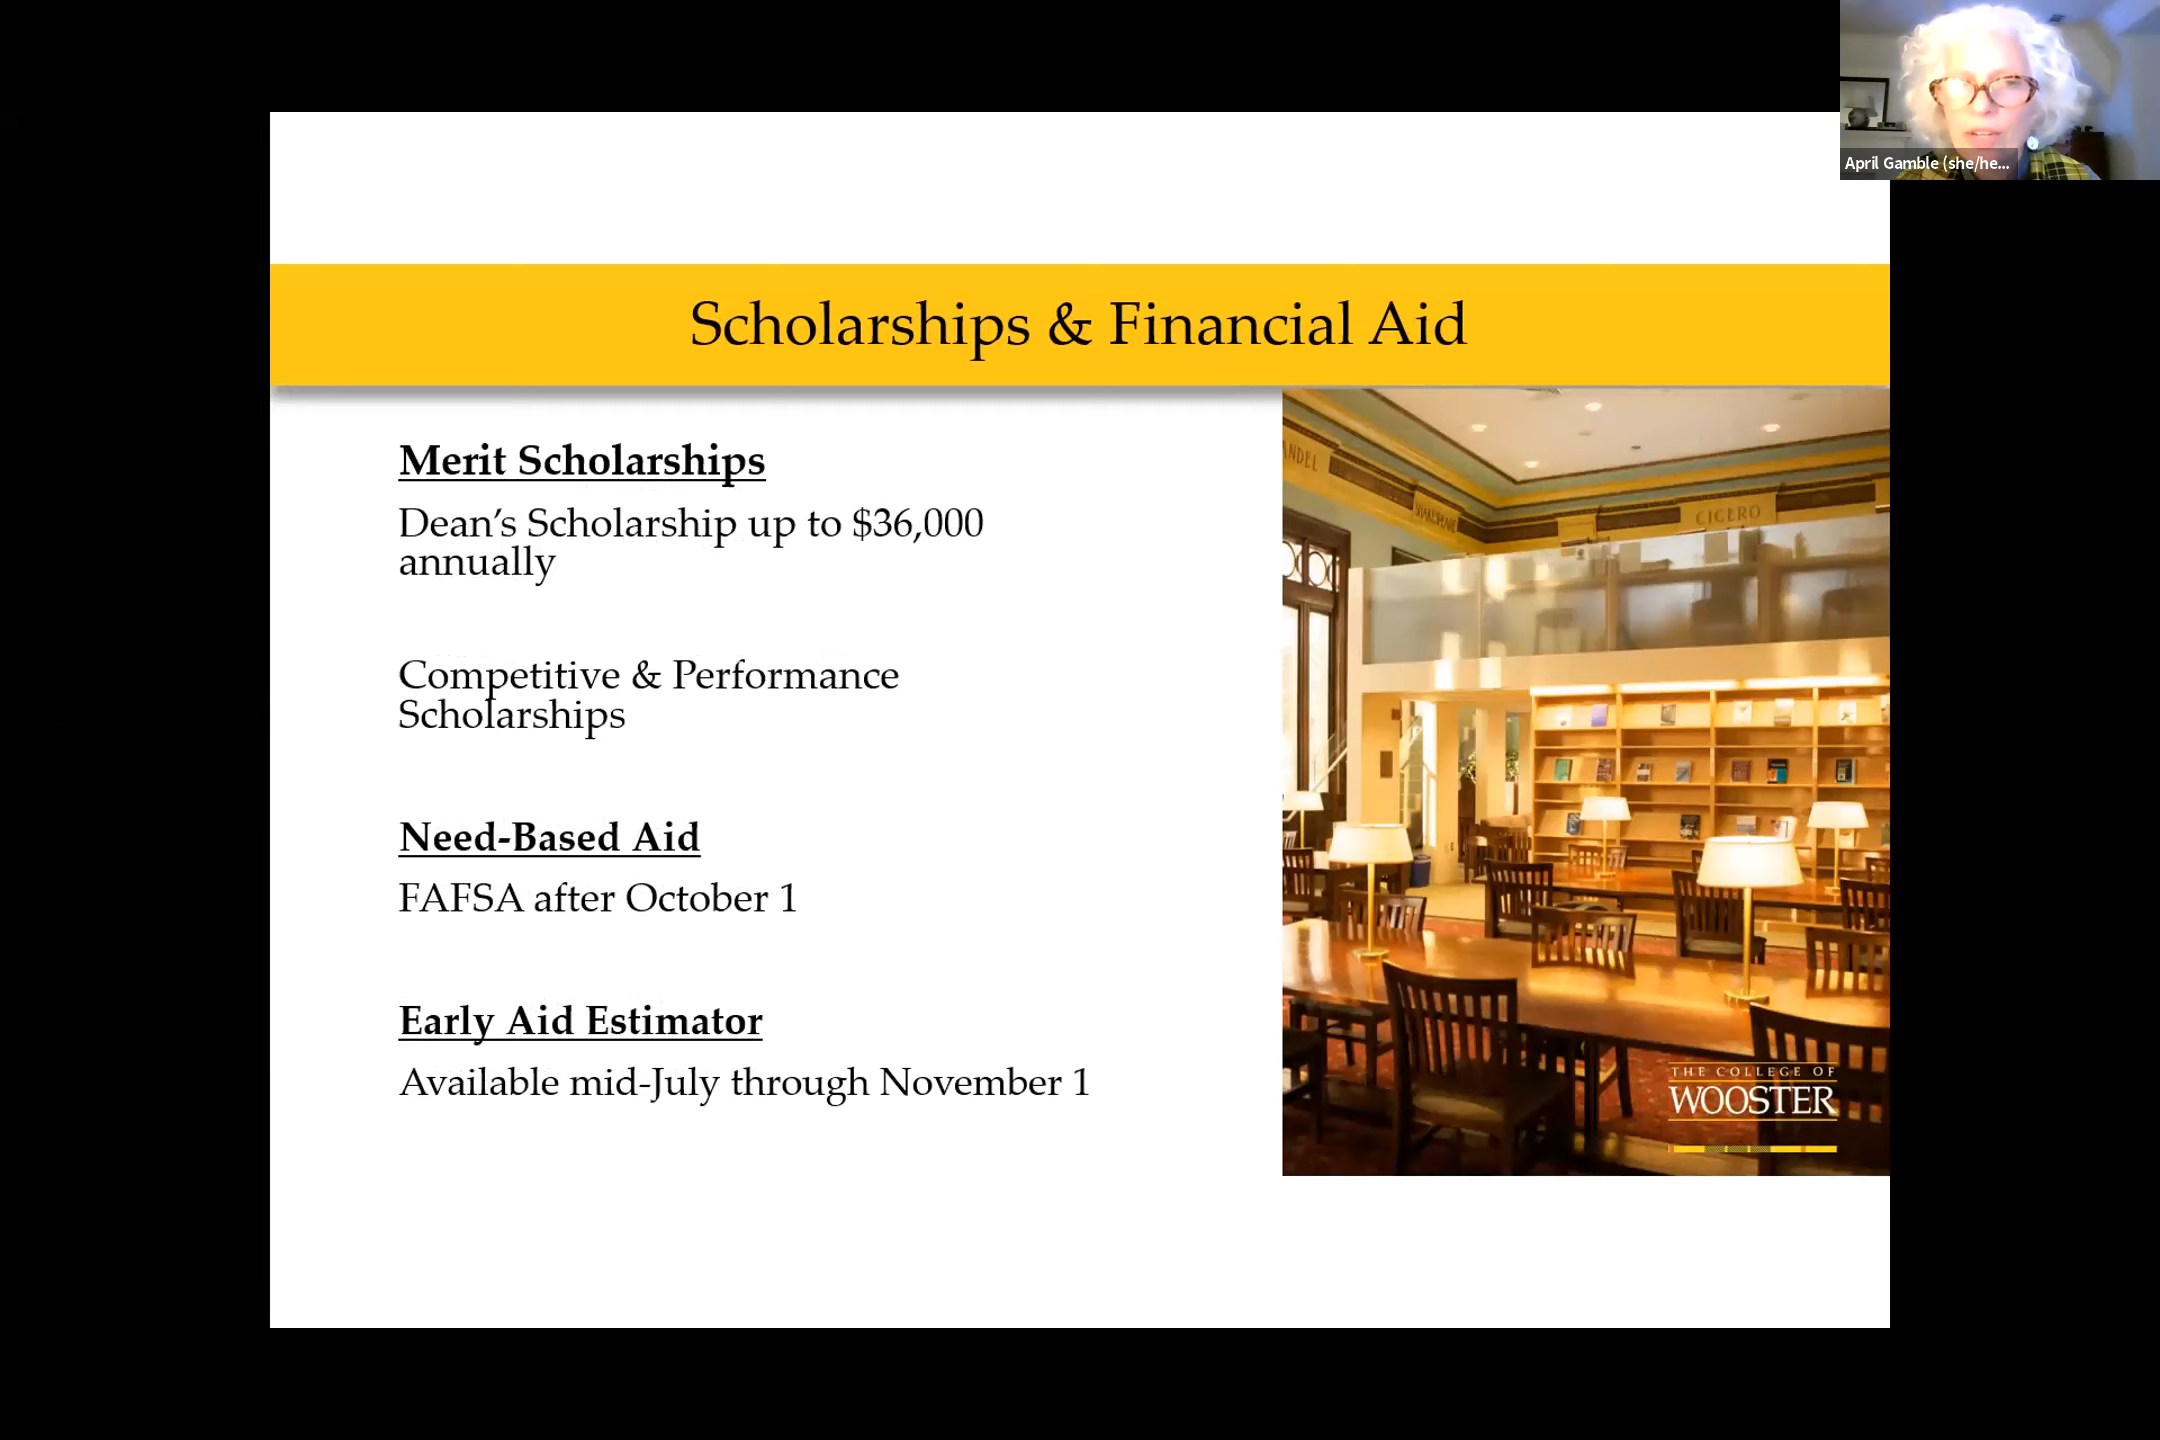 April Gamble (she/he...
Scholarships & Financial Aid
Merit Scholarships
Dean’s Scholarship up to $36,000
annually
Competitive & Performance
Scholarships
Need-Based Aid
FAFSA after October 1
Early Aid Estimator
Available mid-July through November 1
ANDEL
CICERO
THE COLLEGE OF
WOOSTER